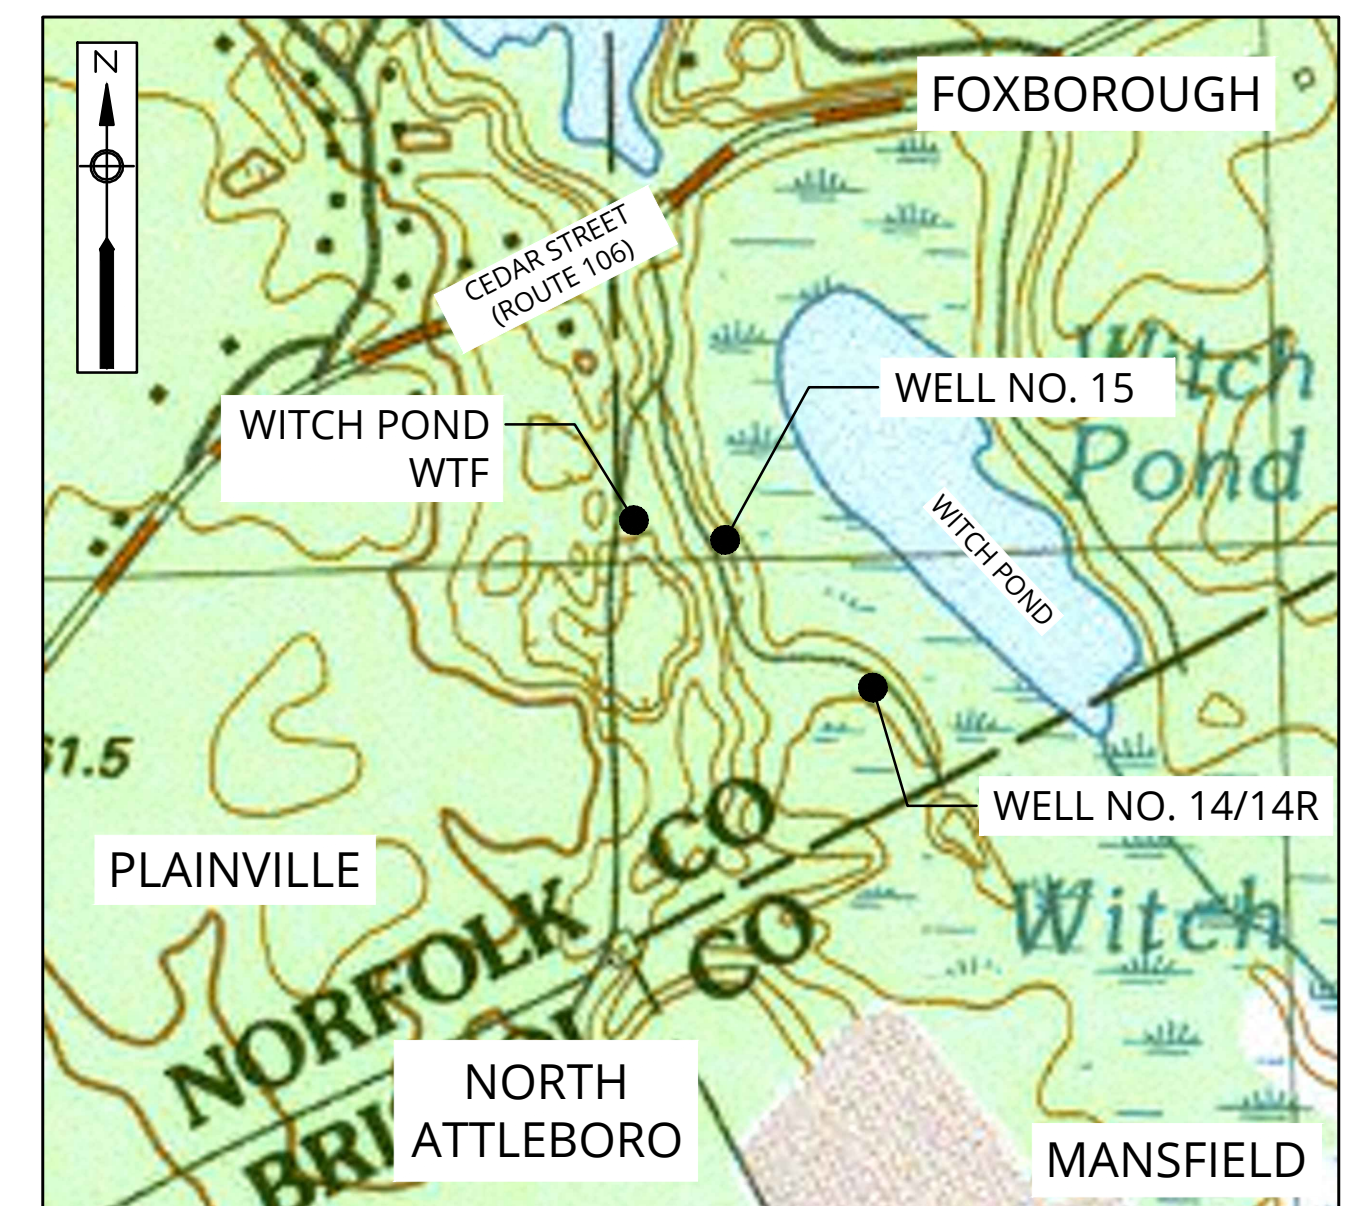 N
FOXBOROUGH
CEDAR STREET
(ROUTE 106)
Witch
Pond
WELL NO. 15
WITCH POND
WTF
WITCH POND
61.5
WELL NO. 14/14R
PLAINVILLE
NORFOLK CO
Witch
CO
NORTH
ATTLEBORO
MANSFIELD